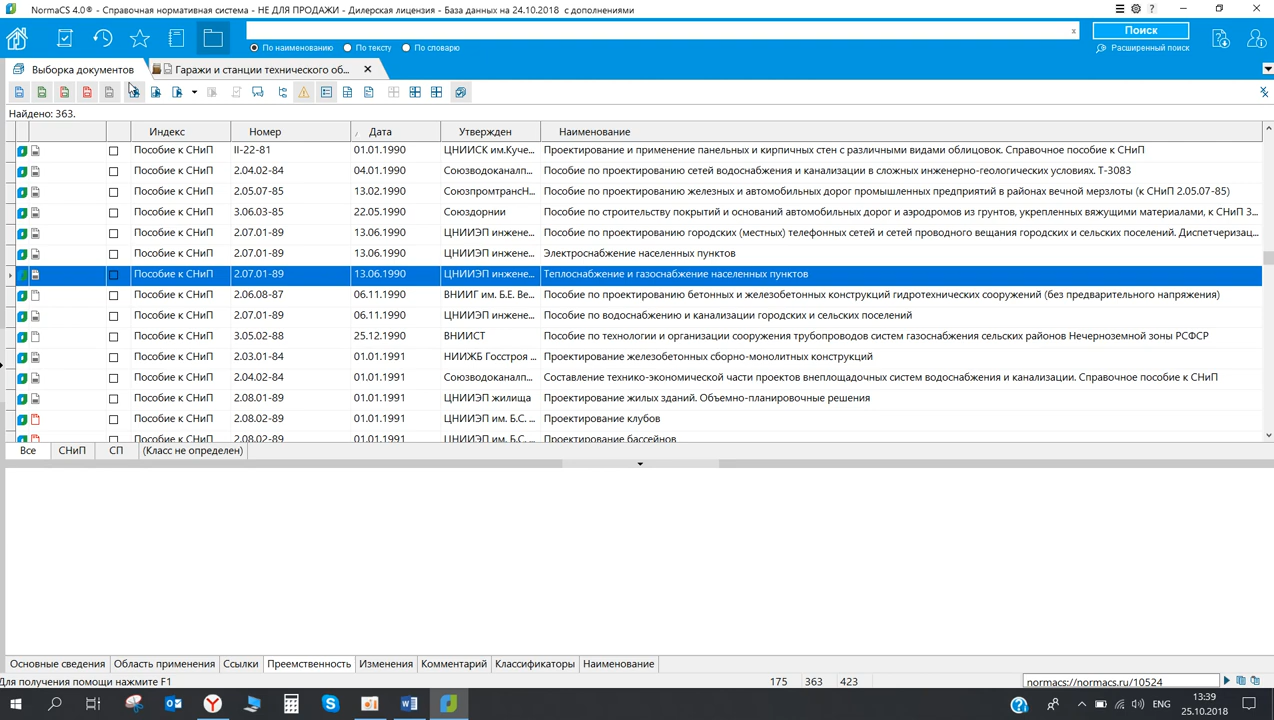 NormaCS 4.0® - Справочная нормативная система - НЕ ДЛЯ ПРОДАЖИ - Дилерская лицензия - База данных на 24.10.2018 с дополнениями
Поиск
По наименованию По тексту По словарю Расширенный поиск
Выборка документов Гаражи и станции технического об...
Найдено: 363.
Индекс Номер Дата Утвержден Наименование
Пособие к СНиП II-22-81 01.01.1990 ЦНИИСК им.Куче... Проектирование и применение панельных и кирпичных стен с различными видами облицовок. Справочное пособие к СНиП
Пособие к СНиП 2.04.02-84 04.01.1990 Союзводоканалп... Пособие по проектированию сетей водоснабжения и канализации в сложных инженерно-геологических условиях. Т-3083
Пособие к СНиП 2.05.07-85 13.02.1990 СоюзпромтрансН... Пособие по проектированию железных и автомобильных дорог промышленных предприятий в районах вечной мерзлоты (к СНиП 2.05.07-85)
Пособие к СНиП 3.06.03-85 22.05.1990 Союздорнии Пособие по строительству покрытий и оснований автомобильных дорог и аэродромов из грунтов, укрепленных вяжущими материалами, к СНиП 3...
Пособие к СНиП 2.07.01-89 13.06.1990 ЦНИИЭП инжене... Пособие по проектированию городских (местных) телефонных сетей и сетей проводного вещания городских и сельских поселений. Диспетчеризац...
Пособие к СНиП 2.07.01-89 13.06.1990 ЦНИИЭП инжене... Электроснабжение населенных пунктов
Пособие к СНиП 2.07.01-89 13.06.1990 ЦНИИЭП инжене... Теплоснабжение и газоснабжение населенных пунктов
Пособие к СНиП 2.06.08-87 06.11.1990 ВНИИГ им. Б.Е. Ве... Пособие по проектированию бетонных и железобетонных конструкций гидротехнических сооружений (без предварительного напряжения)
Пособие к СНиП 2.07.01-89 06.11.1990 ЦНИИЭП инжене... Пособие по водоснабжению и канализации городских и сельских поселений
Пособие к СНиП 3.05.02-88 25.12.1990 ВНИИСТ Пособие по технологии и организации сооружения трубопроводов систем газоснабжения сельских районов Нечерноземной зоны РСФСР
Пособие к СНиП 2.03.01-84 01.01.1991 НИИЖБ Госстроя ... Проектирование железобетонных сборно-монолитных конструкций
Пособие к СНиП 2.04.02-84 01.01.1991 Союзводоканалп... Составление технико-экономической части проектов внеплощадочных систем водоснабжения и канализации. Справочное пособие к СНиП
Пособие к СНиП 2.08.01-89 01.01.1991 ЦНИИЭП жилища Проектирование жилых зданий. Объемно-планировочные решения
Пособие к СНиП 2.08.02-89 01.01.1991 ЦНИИЭП им. Б.С. ... Проектирование клубов
Пособие к СНиП 2.08.02-89 01.01.1991 ЦНИИЭП им. Б.С. ... Проектирование бассейнов
Все СНиП СП (Класс не определен)
Основные сведения Область применения Ссылки Преемственность Изменения Комментарий Классификаторы Наименование
Для получения помощи нажмите F1 175 363 423 normacs://normacs.ru/10524
ENG 13:39
25.10.2018